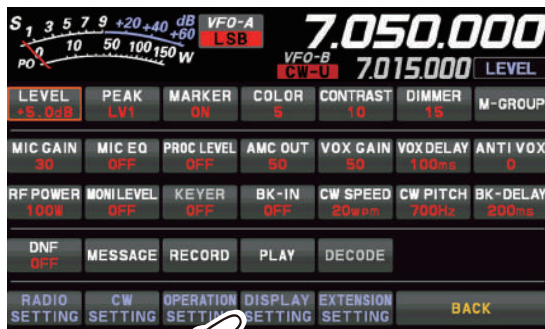 S 1 3 5 7 9 +20 +40 +60 dB
PO 0 10 50 100 150 W
VFO-A
LSB
7.050.000
VFO-B
CW-U
7.015.000
LEVEL
LEVEL PEAK MARKER COLOR CONTRAST DIMMER M-GROUP
+5.0dB LV1 ON 5 10 15
MIC GAIN MIC EQ PROC LEVEL AMC OUT VOX GAIN VOX DELAY ANTI VOX
30 OFF OFF 50 50 100ms 0
RF POWER MONI LEVEL KEYER BK-IN CW SPEED CW PITCH BK-DELAY
100W OFF OFF OFF 20wpm 700Hz 200ms
DNF MESSAGE RECORD PLAY DECODE
OFF
RADIO CW OPERATION DISPLAY EXTENSION BACK
SETTING SETTING SETTING SETTING SETTING